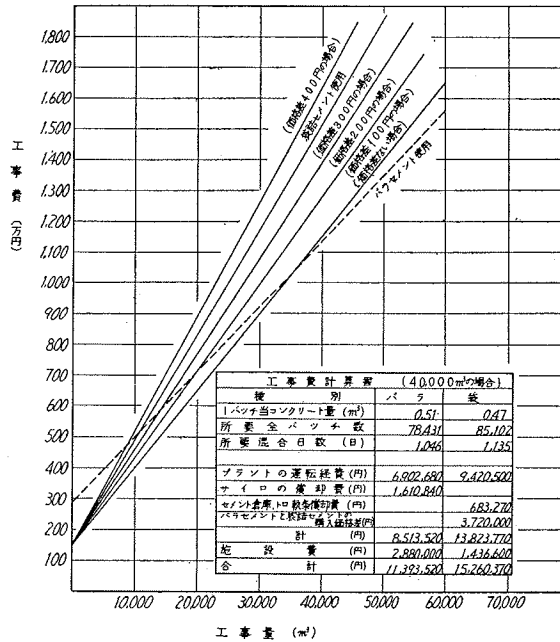 1,800
1.700
1.600
1.500
1.400
1.300
1.200
1.100
1.000
900
800
700
600
500
400
300
200
100
工事費 (万円)
(価格差400円の場合)
袋詰セメント使用
(価格差300円の場合)
(価格差200円の場合)
(価格差100円の場合)
(価格差ない場合)
バラセメント使用
工事費計算書 (40,000m³の場合)
種別 バラ 袋
1バッチ当コンクリート量 (m³) 0.51 0.47
所要全バッチ数 78,431 85,102
所要混合日数 (日) 1,046 1,135
プラントの運転経費(円) 6,902,680 9,420,500
サイロの償却費(円) 1,610,840
セメント倉庫,トロ設備償却費(円) 683,270
バラセメントと袋詰セメントの購入価格差(円) 3,720,000
計 (円) 8,513,520 13,823,770
施設費 (円) 2,880,000 1,436,600
合計 (円) 11,393,520 15,260,370
10,000 20,000 30,000 40,000 50,000 60,000 70,000
工事量 (m³)